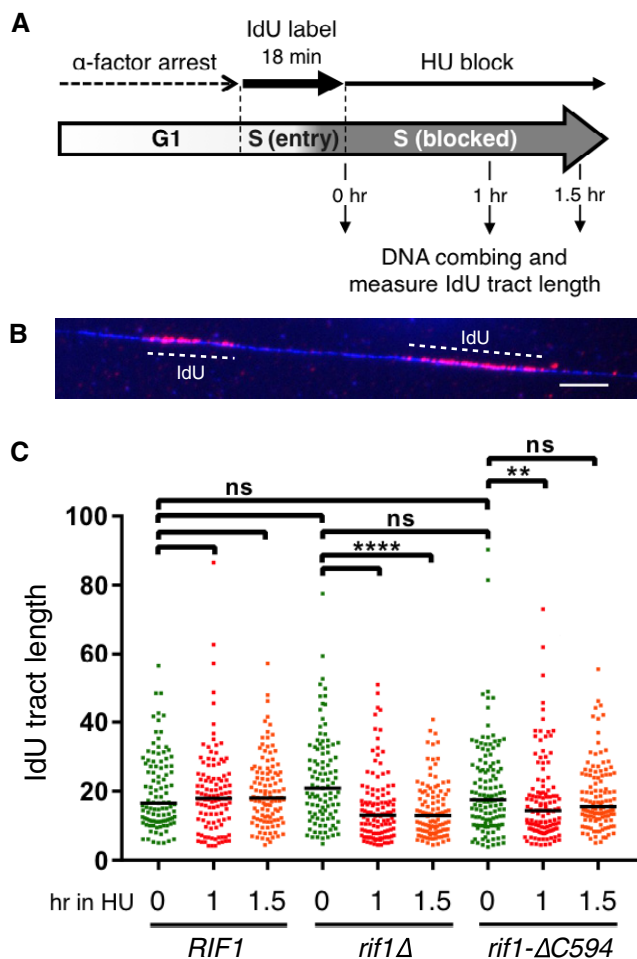 A
IdU label
18 min
α-factor arrest
HU block
G1
S (entry)
S (blocked)
0 hr
1 hr
1.5 hr
DNA combing and
measure IdU tract length
B
IdU
IdU
C
ns
**
ns
ns
****
IdU tract length
100
80
60
40
20
0
hr in HU 0 1 1.5 0 1 1.5 0 1 1.5
RIF1 rif1Δ rif1-ΔC594